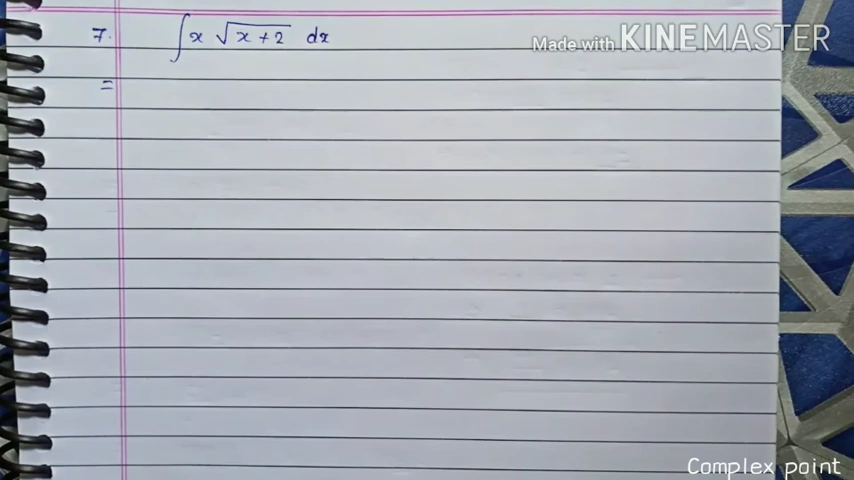 7. ∫ x √(x + 2) dx
Made with KINEMASTER
=
Complex point